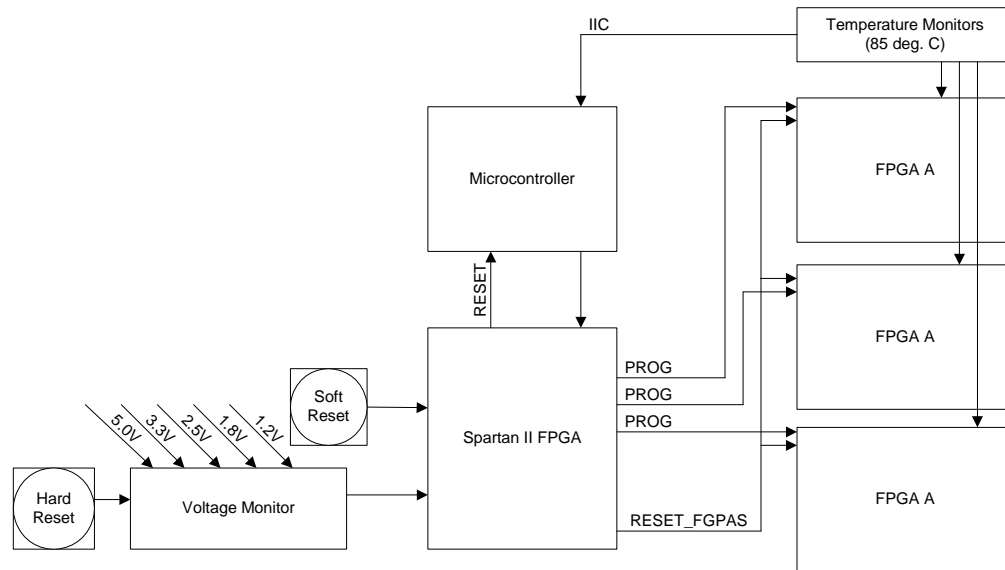 IIC
Temperature Monitors
(85 deg. C)
Microcontroller
FPGA A
RESET
FPGA A
PROG
PROG
PROG
Soft
Reset
Spartan II FPGA
5.0V
3.3V
2.5V
1.8V
1.2V
Hard
Reset
Voltage Monitor
FPGA A
RESET_FGPAS